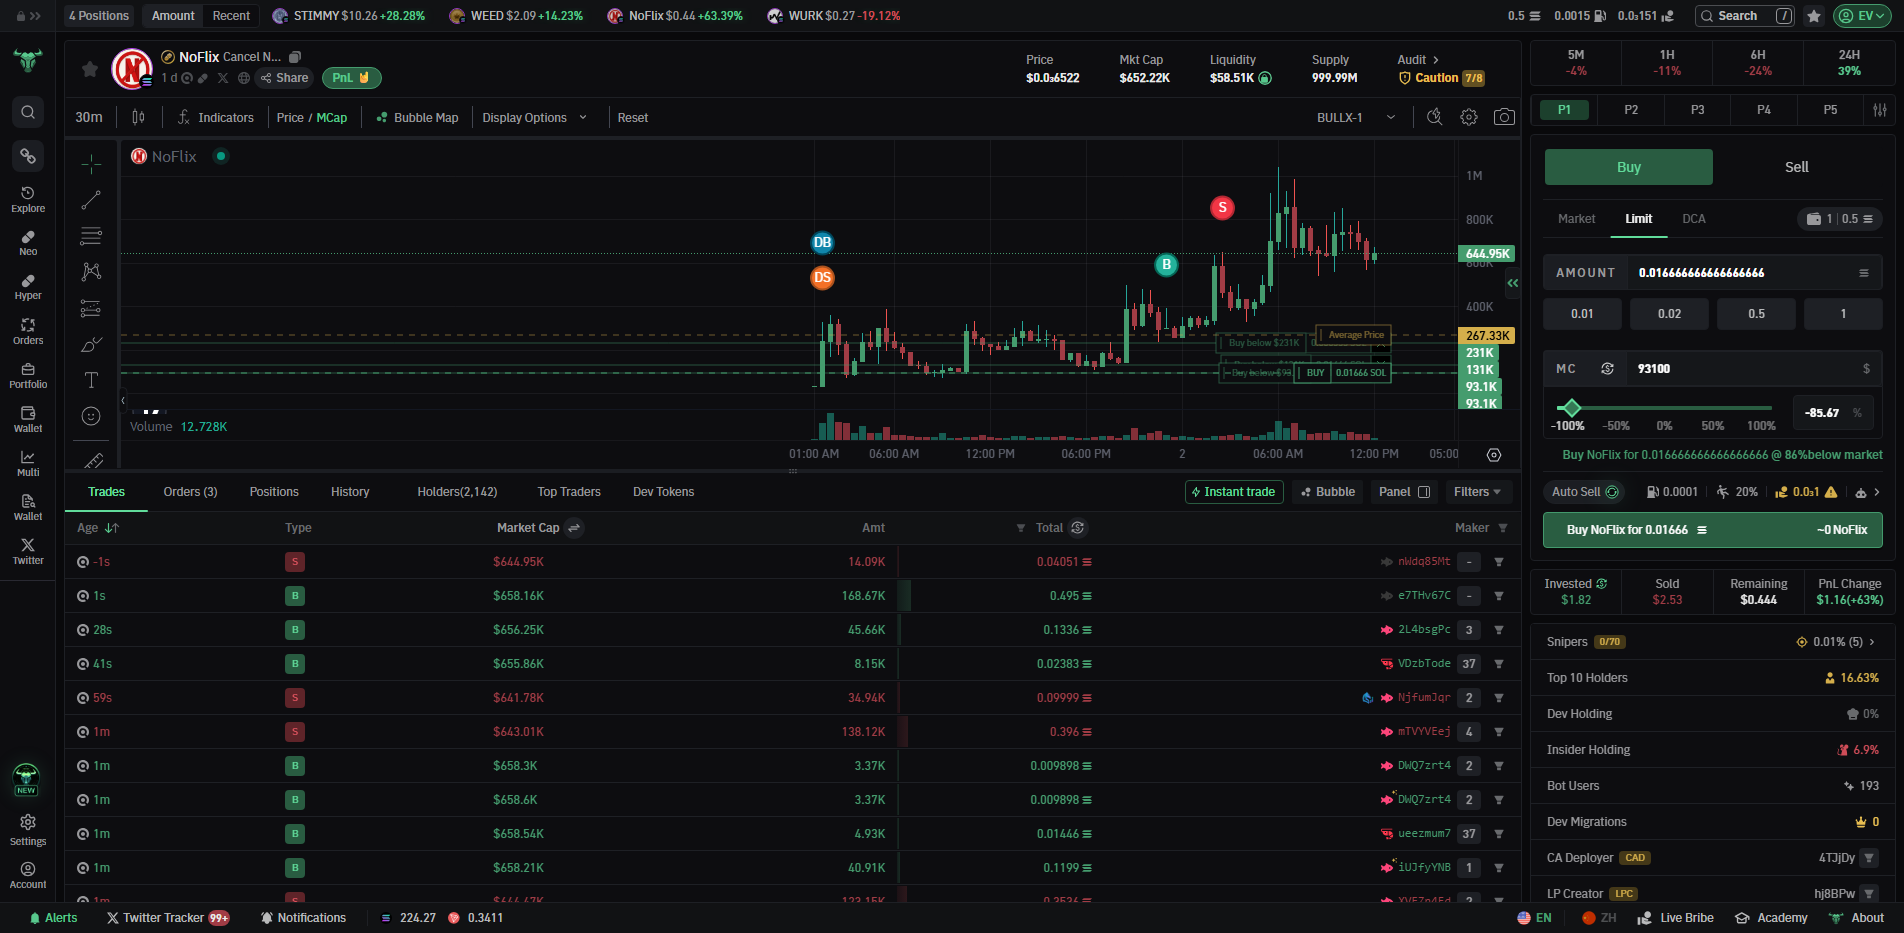 4 Positions Amount Recent STIMMY $10.26 +28.28% WEED $2.09 +14.23% NoFlix $0.44 +63.39% WURK $0.27 -19.12% 0.5 0.0015 0.0₃151 Search / EV
NoFlix Cancel N...
1 d Share PnL
Price Mkt Cap Liquidity Supply Audit
$0.0₃6522 $652.22K $58.51K 999.99M Caution 7/8
30m Indicators Price / MCap Bubble Map Display Options Reset BULLX-1
NoFlix
1M
800K
644.95K
600K
400K
267.33K
231K
131K
93.1K
93.1K
DB
DS
B
S
Average Price
Buy below $231K
Buy below $93
BUY 0.01666 SOL
Volume 12.728K
01:00 AM 06:00 AM 12:00 PM 06:00 PM 2 06:00 AM 12:00 PM 05:00
Explore
Neo
Hyper
Orders
Portfolio
Wallet
Multi
Wallet
Twitter
NEW
Settings
Account
Trades Orders (3) Positions History Holders(2,142) Top Traders Dev Tokens Instant trade Bubble Panel Filters
Age Type Market Cap Amt Total Maker
-1s S $644.95K 14.09K 0.04051 nWdq85Mt -
1s B $658.16K 168.67K 0.495 e7THv67C -
28s B $656.25K 45.66K 0.1336 2L4bsgPc 3
41s B $655.86K 8.15K 0.02383 VDzbTode 37
59s S $641.78K 34.94K 0.09999 NjfumJqr 2
1m S $643.01K 138.12K 0.396 mTVYVEej 4
1m B $658.3K 3.37K 0.009898 DWQ7zrt4 2
1m B $658.6K 3.37K 0.009898 DWQ7zrt4 2
1m B $658.54K 4.93K 0.01446 ueezmum7 37
1m B $658.21K 40.91K 0.1199 iUJfyYNB 1
5M 1H 6H 24H
-4% -11% -24% 39%
P1 P2 P3 P4 P5
Buy Sell
Market Limit DCA 1 0.5
AMOUNT 0.016666666666666666
0.01 0.02 0.5 1
MC 93100 $
-85.67 %
-100% -50% 0% 50% 100%
Buy NoFlix for 0.016666666666666666 @ 86%below market
Auto Sell 0.0001 20% 0.0₃1
Buy NoFlix for 0.01666 ~0 NoFlix
Invested Sold Remaining PnL Change
$1.82 $2.53 $0.444 $1.16(+63%)
Snipers 0/70 0.01% (5)
Top 10 Holders 16.63%
Dev Holding 0%
Insider Holding 6.9%
Bot Users 193
Dev Migrations 0
CA Deployer CAD 4TJjDy
LP Creator LPC hj8BPw
Alerts Twitter Tracker 99+ Notifications 224.27 0.3411 EN ZH Live Bribe Academy About